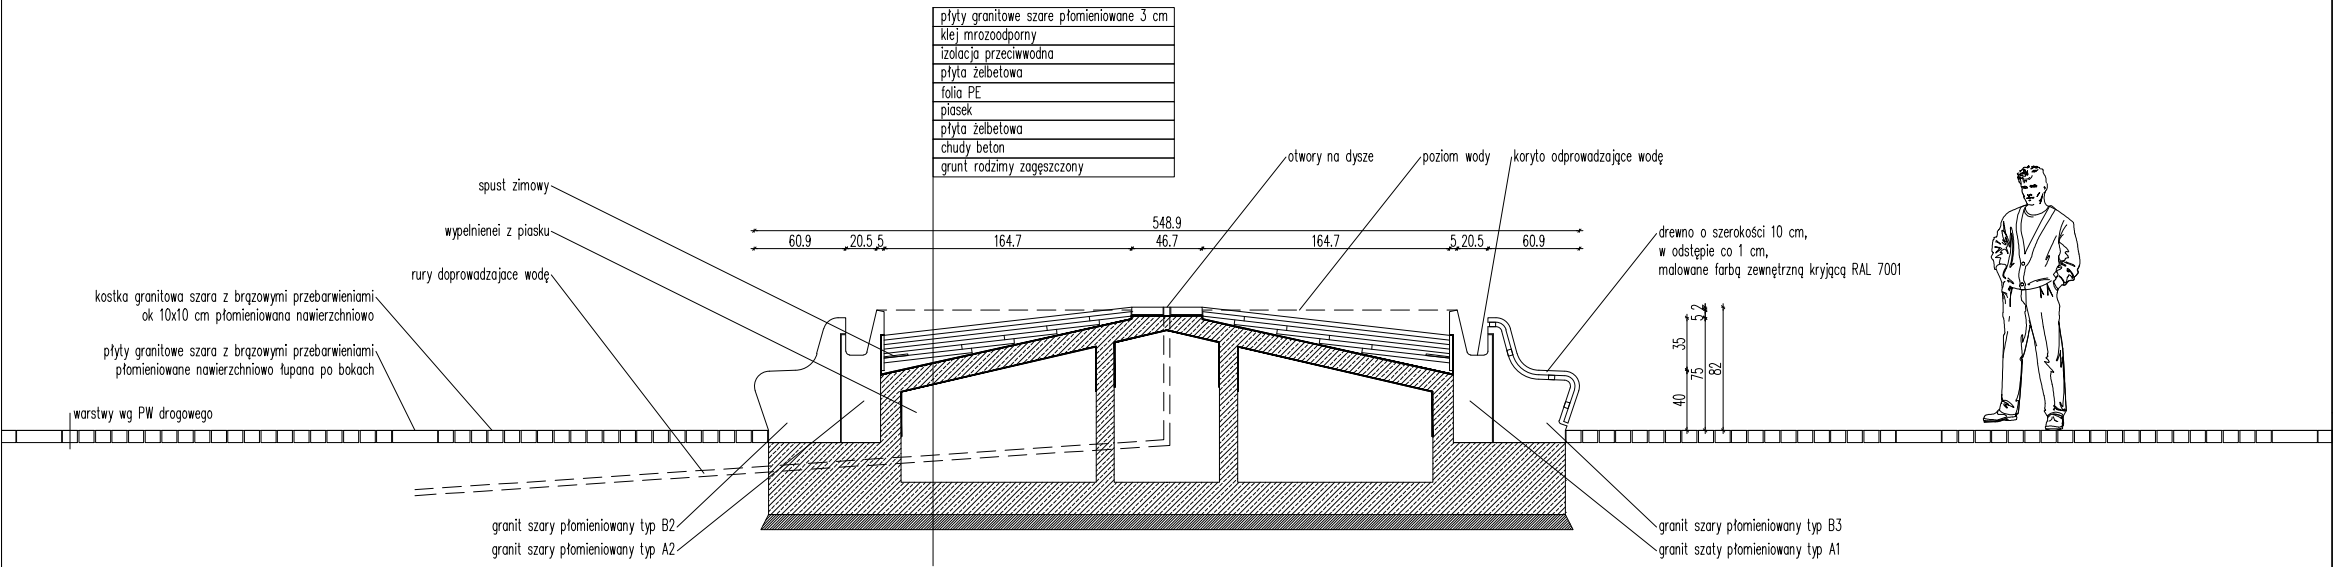 płyty granitowe szare płomieniowane 3 cm
klej mrozoodporny
izolacja przeciwwodna
płyta żelbetowa
folia PE
piasek
płyta żelbetowa
chudy beton
grunt rodzimy zagęszczony
otwory na dysze
poziom wody
koryto odprowadzające wodę
spust zimowy
wypelnienei z piasku
rury doprowadzajace wodę
kostka granitowa szara z brązowymi przebarwieniami
ok 10x10 cm płomieniowana nawierzchniowo
płyty granitowe szara z brązowymi przebarwieniami
płomieniowane nawierzchniowo łupana po bokach
warstwy wg PW drogowego
548.9
60.9 20.5 5 164.7 46.7 164.7 5 20.5 60.9
drewno o szerokości 10 cm,
w odstępie co 1 cm,
malowane farbą zewnętrzną kryjącą RAL 7001
5 2
35
40
75
82
granit szary płomieniowany typ B2
granit szary płomieniowany typ A2
granit szary płomieniowany typ B3
granit szaty płomieniowany typ A1